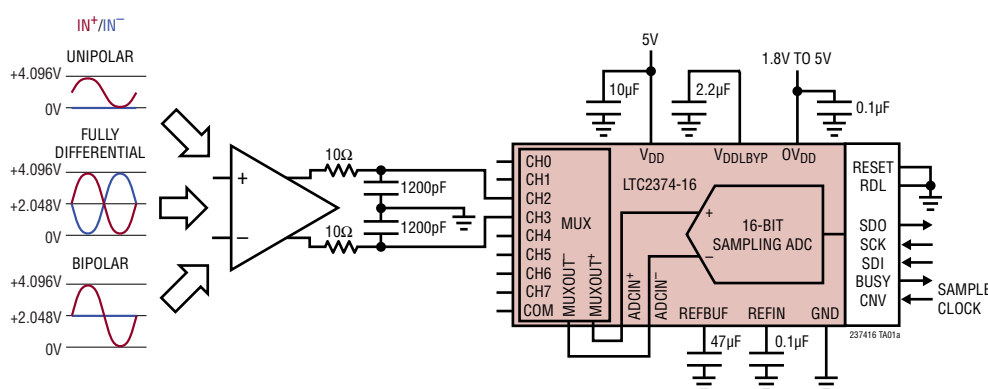 IN+/IN−
UNIPOLAR
+4.096V
0V
FULLY
DIFFERENTIAL
+4.096V
+2.048V
0V
BIPOLAR
+4.096V
+2.048V
0V
+
−
10Ω
10Ω
1200pF
1200pF
5V
10µF
2.2µF
1.8V TO 5V
0.1µF
VDD
VDDLBYP
OVDD
LTC2374-16
CH0
CH1
CH2
CH3
CH4
CH5
CH6
CH7
COM
MUX
MUXOUT−
MUXOUT+
ADCIN+
ADCIN−
+
−
16-BIT
SAMPLING ADC
REFBUF
REFIN
GND
47µF
0.1µF
RESET
RDL
SDO
SCK
SDI
BUSY
CNV
SAMPLE
CLOCK
237416 TA01a